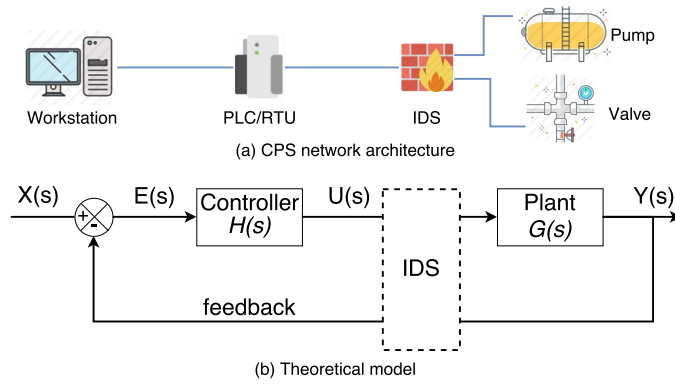 Workstation
PLC/RTU
IDS
Pump
Valve
(a) CPS network architecture
X(s)
+
-
E(s)
Controller
H(s)
U(s)
IDS
Plant
G(s)
Y(s)
feedback
(b) Theoretical model